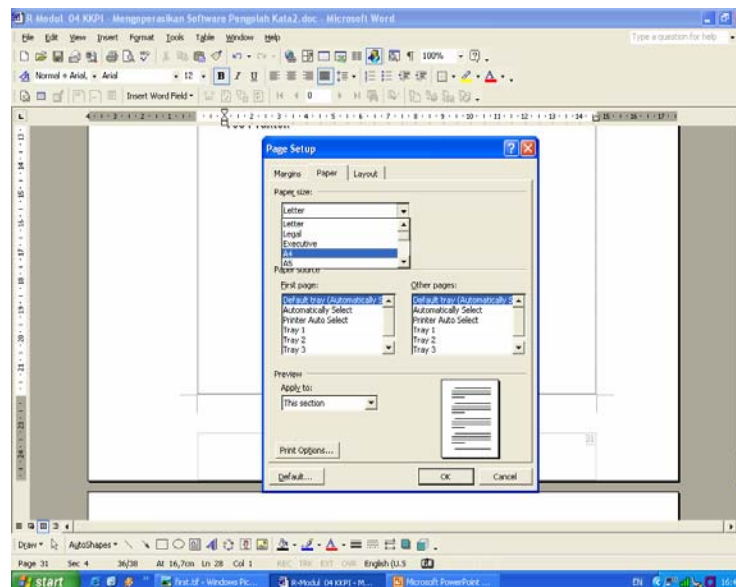 R Modul 04 KKPI - Mengoperasikan Software Pengolah Kata2.doc - Microsoft Word
File Edit View Insert Format Tools Table Window Help
Type a question for help
100%
Normal + Arial, Arial 12 B I U
Insert Word Field
Page Setup
Margins Paper Layout
Paper size:
Letter
Letter
Legal
Executive
A4
A5
Paper source
First page: Other pages:
Default tray (Automatically S Default tray (Automatically S
Automatically Select Automatically Select
Printer Auto Select Printer Auto Select
Tray 1 Tray 1
Tray 2 Tray 2
Tray 3 Tray 3
Preview
Apply to:
This section
Print Options...
Default... OK Cancel
31
Draw AutoShapes
Page 31 Sec 4 36/38 At 16,7cm Ln 28 Col 1 REC TRK EXT OVR English (U.S
start first.tif - Windows Pic... R-Modul 04 KKPI - M... Microsoft PowerPoint ... EN